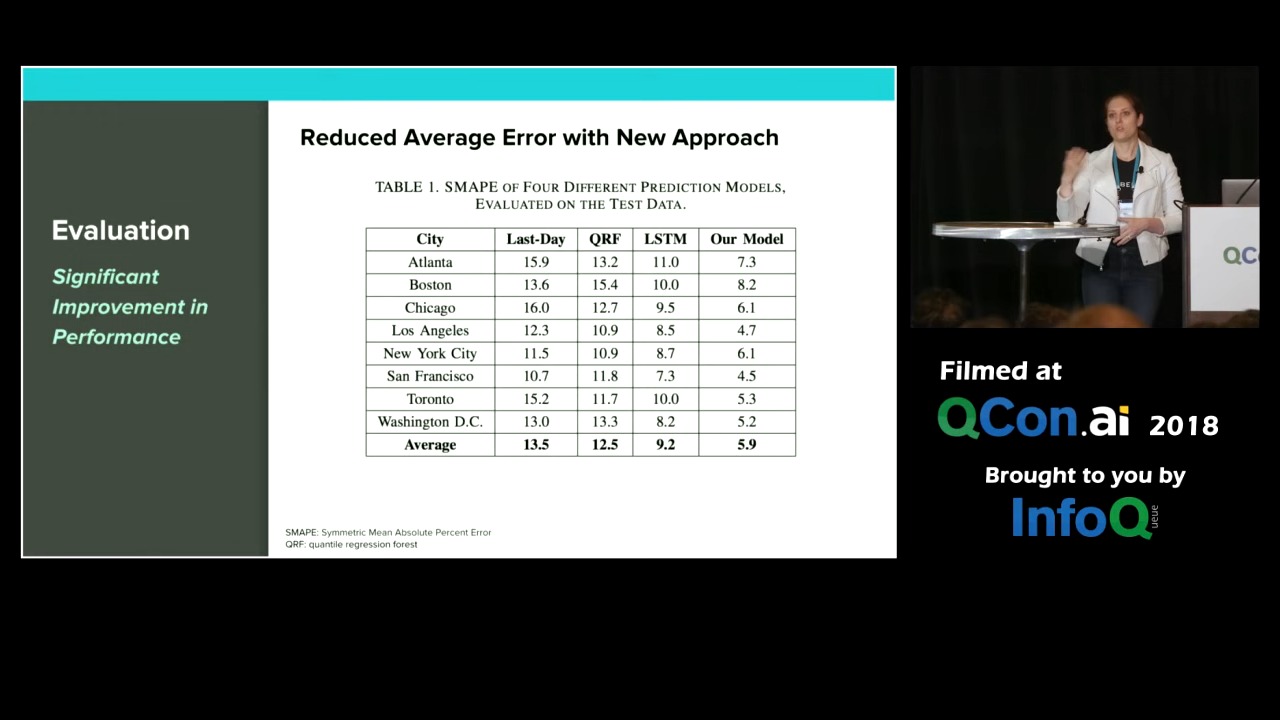 Reduced Average Error with New Approach
Evaluation
Significant
Improvement in
Performance
TABLE 1. SMAPE OF FOUR DIFFERENT PREDICTION MODELS,
EVALUATED ON THE TEST DATA.
City Last-Day QRF LSTM Our Model
Atlanta 15.9 13.2 11.0 7.3
Boston 13.6 15.4 10.0 8.2
Chicago 16.0 12.7 9.5 6.1
Los Angeles 12.3 10.9 8.5 4.7
New York City 11.5 10.9 8.7 6.1
San Francisco 10.7 11.8 7.3 4.5
Toronto 15.2 11.7 10.0 5.3
Washington D.C. 13.0 13.3 8.2 5.2
Average 13.5 12.5 9.2 5.9
SMAPE: Symmetric Mean Absolute Percent Error
QRF: quantile regression forest
QC
Filmed at
QCon.ai 2018
Brought to you by
InfoQ
ueue